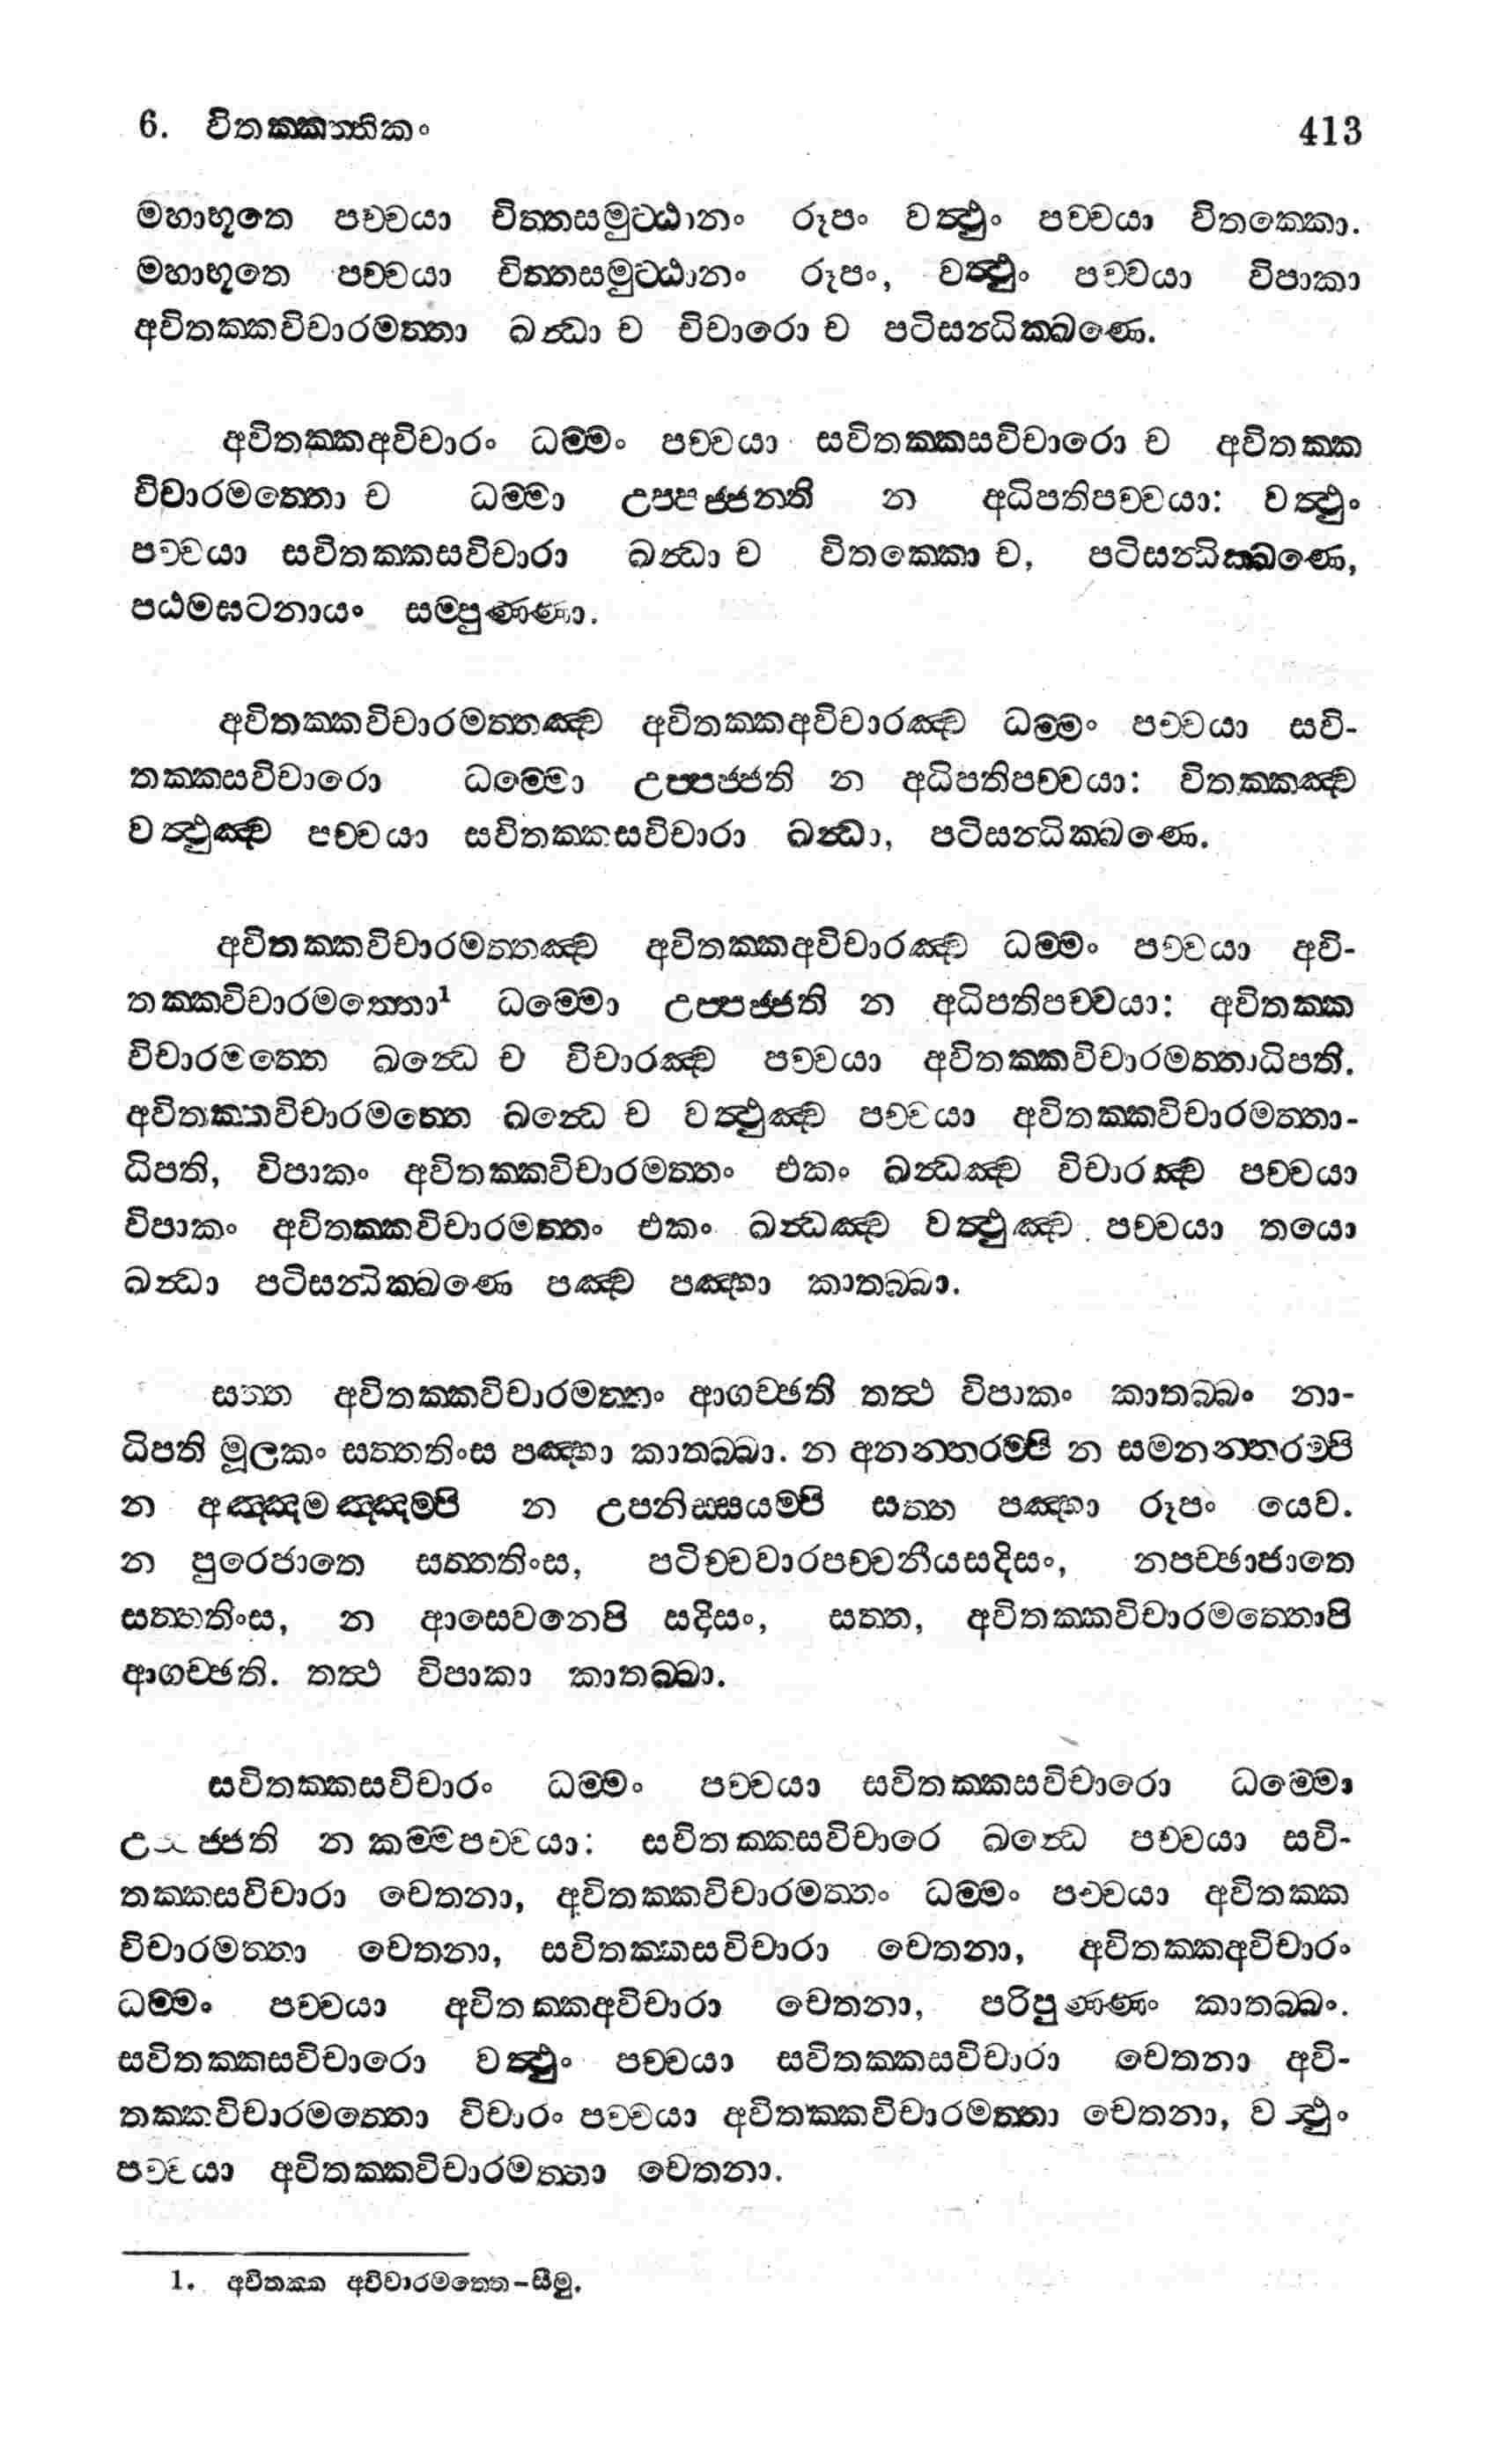 6. විතක්කත්තිකං 413
මහාභූතෙ පච්චයා චිත්තසමුට්ඨානං රූපං වත්ථුං පච්චයා විතක්කො.
මහාභූතෙ පච්චයා චිත්තසමුට්ඨානං රූපං, වත්ථුං පච්චයා විපාකා
අවිතක්කවිචාරමත්තා ඛන්ධා ච විචාරො ච පටිසන්ධික්ඛණෙ.
අවිතක්කඅවිචාරං ධම්මං පච්චයා සවිතක්කසවිචාරො ච අවිතක්ක
විචාරමත්තො ච ධම්මා උප්පජ්ජන්ති න අධිපතිපච්චයා: වත්ථුං
පච්චයා සවිතක්කසවිචාරා ඛන්ධා ච විතක්කො ච, පටිසන්ධික්ඛණෙ,
පඨමඝටනායං සම්පුණ්ණා.
අවිතක්කවිචාරමත්තඤ්ච අවිතක්කඅවිචාරඤ්ච ධම්මං පච්චයා සවි-
තක්කසවිචාරො ධම්මො උප්පජ්ජති න අධිපතිපච්චයා: විතක්කඤ්ච
වත්ථුඤ්ච පච්චයා සවිතක්කසවිචාරා ඛන්ධා, පටිසන්ධික්ඛණෙ.
අවිතක්කවිචාරමත්තඤ්ච අවිතක්කඅවිචාරඤ්ච ධම්මං පච්චයා අවි-
තක්කවිචාරමත්තො¹ ධම්මො උප්පජ්ජති න අධිපතිපච්චයා: අවිතක්ක
විචාරමත්තෙ ඛන්ධෙ ච විචාරඤ්ච පච්චයා අවිතක්කවිචාරමත්තාධිපති.
අවිතක්කවිචාරමත්තෙ ඛන්ධෙ ච වත්ථුඤ්ච පච්චයා අවිතක්කවිචාරමත්තා-
ධිපති, විපාකං අවිතක්කවිචාරමත්තං එකං ඛන්ධඤ්ච විචාරඤ්ච පච්චයා
විපාකං අවිතක්කවිචාරමත්තං එකං ඛන්ධඤ්ච වත්ථුඤ්ච පච්චයා තයො
ඛන්ධා පටිසන්ධික්ඛණෙ පඤ්ච පඤ්හා කාතබ්බා.
සත්ත අවිතක්කවිචාරමත්තං ආගච්ඡති තත්ථ විපාකං කාතබ්බං නා-
ධිපති මූලකං සත්තතිංස පඤ්හා කාතබ්බා. න අනන්තරම්පි න සමනන්තරම්පි
න අඤ්ඤමඤ්ඤම්පි න උපනිස්සයම්පි සත්ත පඤ්හා රූපං යෙව.
න පුරෙජාතෙ සත්තතිංස, පටිච්චවාරපච්චනීයසදිසං, නපච්ඡාජාතෙ
සත්තතිංස, න ආසෙවනෙපි සදිසං, සත්ත, අවිතක්කවිචාරමත්තොපි
ආගච්ඡති. තත්ථ විපාකා කාතබ්බා.
සවිතක්කසවිචාරං ධම්මං පච්චයා සවිතක්කසවිචාරො ධම්මො
න කම්මපච්චයා: සවිතක්කසවිචාරෙ ඛන්ධෙ පච්චයා සවි-
තක්කසවිචාරා චෙතනා, අවිතක්කවිචාරමත්තං ධම්මං පච්චයා අවිතක්ක
විචාරමත්තා චෙතනා, සවිතක්කසවිචාරා චෙතනා, අවිතක්කඅවිචාරං
ධම්මං පච්චයා අවිතක්කඅවිචාරා චෙතනා, පරිපුණ්ණං කාතබ්බං.
සවිතක්කසවිචාරො වත්ථුං පච්චයා සවිතක්කසවිචාරා චෙතනා අවි-
තක්කවිචාරමත්තො විචාරං පච්චයා අවිතක්කවිචාරමත්තා චෙතනා, වත්ථුං
පච්චයා අවිතක්කවිචාරමත්තා චෙතනා.
1. අවිතක්ක අවිචාරමත්තෙ-සීමු.